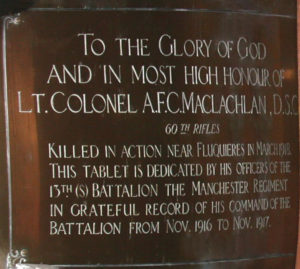 TO THE GLORY OF GOD
AND IN MOST HIGH HONOUR OF
LT. COLONEL A.F.C. MACLACHLAN, D.S.O.
60TH RIFLES
KILLED IN ACTION NEAR FLUQUIERES IN MARCH, 1918.
THIS TABLET IS DEDICATED BY HIS OFFICERS OF THE
13TH (S) BATTALION THE MANCHESTER REGIMENT
IN GRATEFUL RECORD OF HIS COMMAND OF THE
BATTALION FROM NOV. 1916 TO NOV. 1917.